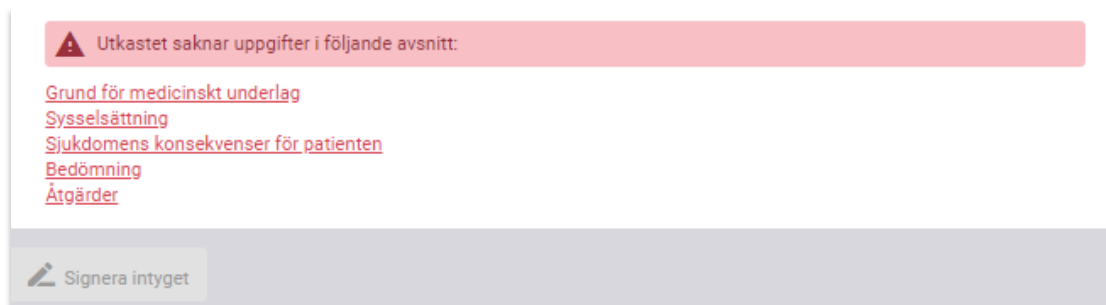 Utkastet saknar uppgifter i följande avsnitt:
Grund för medicinskt underlag
Sysselsättning
Sjukdomens konsekvenser för patienten
Bedömning
Åtgärder
Signera intyget